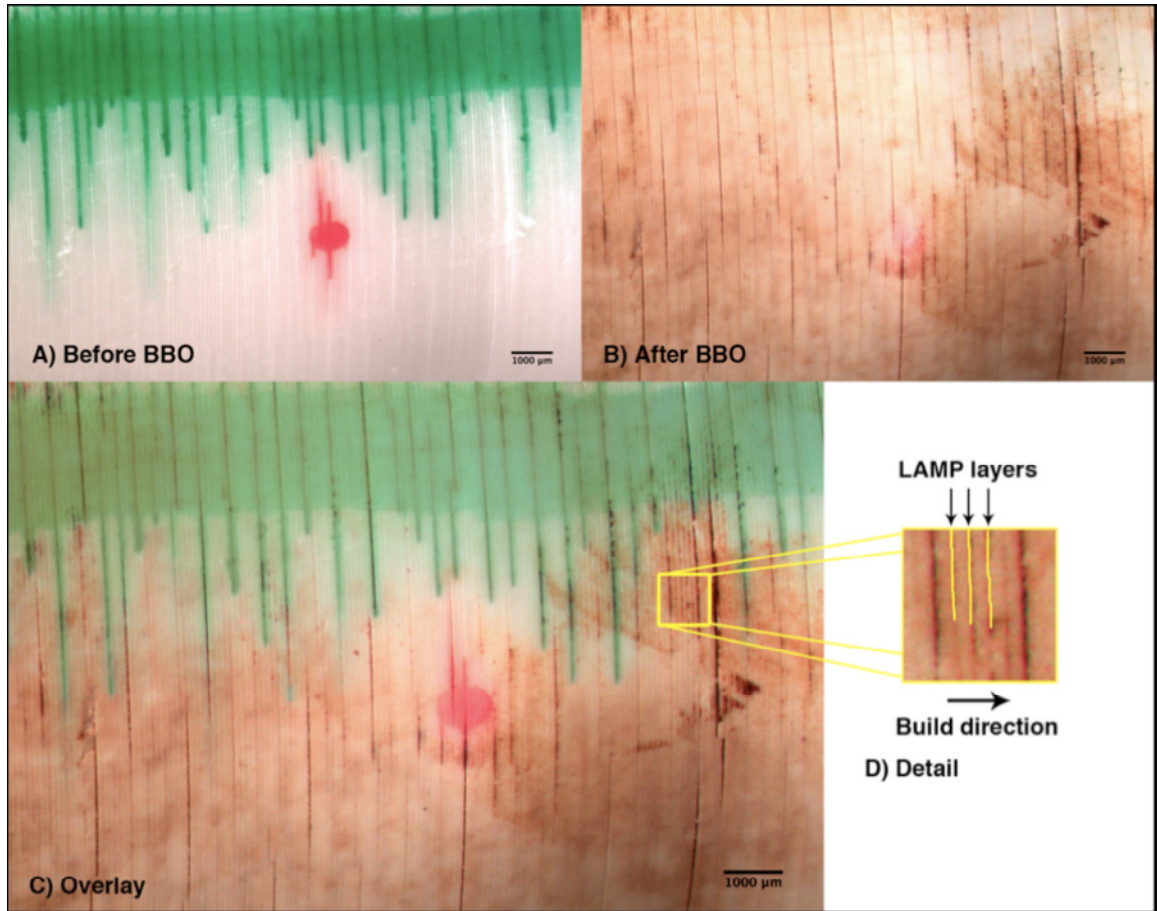 A) Before BBO
1000 µm
B) After BBO
1000 µm
C) Overlay
1000 µm
LAMP layers
Build direction
D) Detail